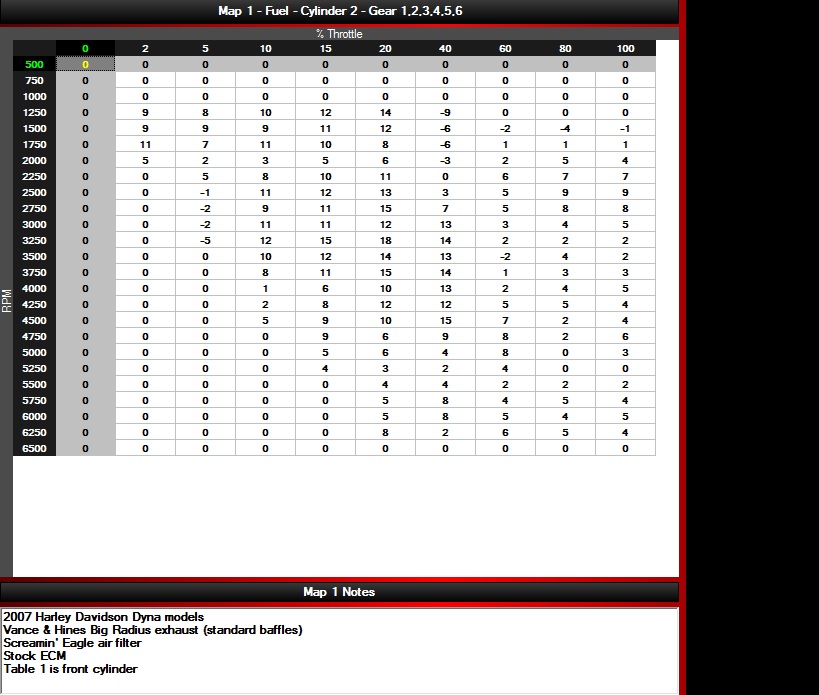 Map 1 - Fuel - Cylinder 2 - Gear 1,2,3,4,5,6
% Throttle
0 2 5 10 15 20 40 60 80 100
500 0 0 0 0 0 0 0 0 0 0
750 0 0 0 0 0 0 0 0 0 0
1000 0 0 0 0 0 0 0 0 0 0
1250 0 9 8 10 12 14 -9 0 0 0
1500 0 9 9 9 11 12 -6 -2 -4 -1
1750 0 11 7 11 10 8 -6 1 1 1
2000 0 5 2 3 5 6 -3 2 5 4
2250 0 0 5 8 10 11 0 6 7 7
2500 0 0 -1 11 12 13 3 5 9 9
2750 0 0 -2 9 11 15 7 5 8 8
3000 0 0 -2 11 11 12 13 3 4 5
3250 0 0 -5 12 15 18 14 2 2 2
3500 0 0 0 10 12 14 13 -2 4 2
3750 0 0 0 8 11 15 14 1 3 3
4000 0 0 0 1 6 10 13 2 4 5
4250 0 0 0 2 8 12 12 5 5 4
4500 0 0 0 5 9 10 15 7 2 4
4750 0 0 0 0 9 6 9 8 2 6
5000 0 0 0 0 5 6 4 8 0 3
5250 0 0 0 0 4 3 2 4 0 0
5500 0 0 0 0 0 4 4 2 2 2
5750 0 0 0 0 0 5 8 4 5 4
6000 0 0 0 0 0 5 8 5 4 5
6250 0 0 0 0 0 8 2 6 5 4
6500 0 0 0 0 0 0 0 0 0 0
RPM
Map 1 Notes
2007 Harley Davidson Dyna models
Vance & Hines Big Radius exhaust (standard baffles)
Screamin' Eagle air filter
Stock ECM
Table 1 is front cylinder